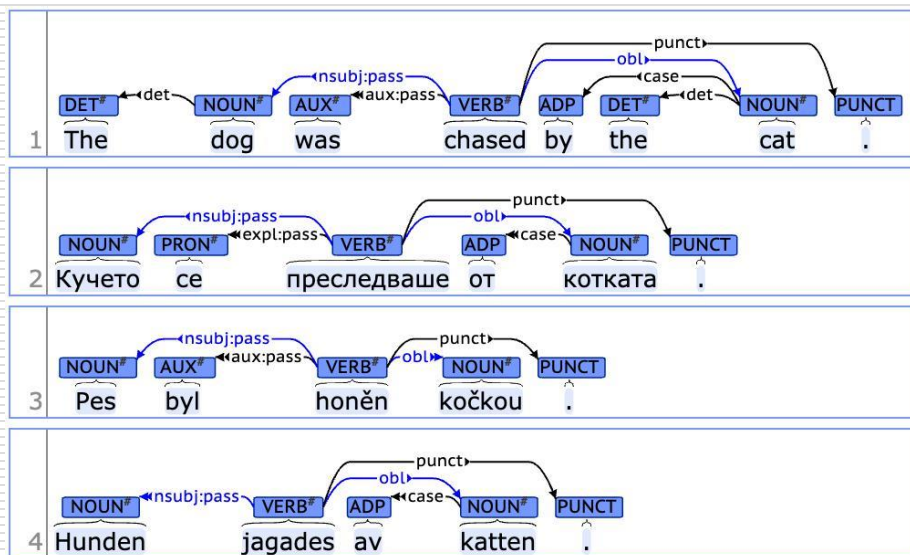 punct
obl
nsubj:pass case
det aux:pass det
DET# NOUN# AUX# VERB# ADP DET# NOUN# PUNCT
1 The dog was chased by the cat .
punct
nsubj:pass obl
expl:pass case
NOUN# PRON# VERB# ADP NOUN# PUNCT
2 Кучето се преследваше от котката .
nsubj:pass punct
aux:pass obl
NOUN# AUX# VERB# NOUN# PUNCT
3 Pes byl honěn kočkou .
punct
obl
nsubj:pass case
NOUN# VERB# ADP NOUN# PUNCT
4 Hunden jagades av katten .